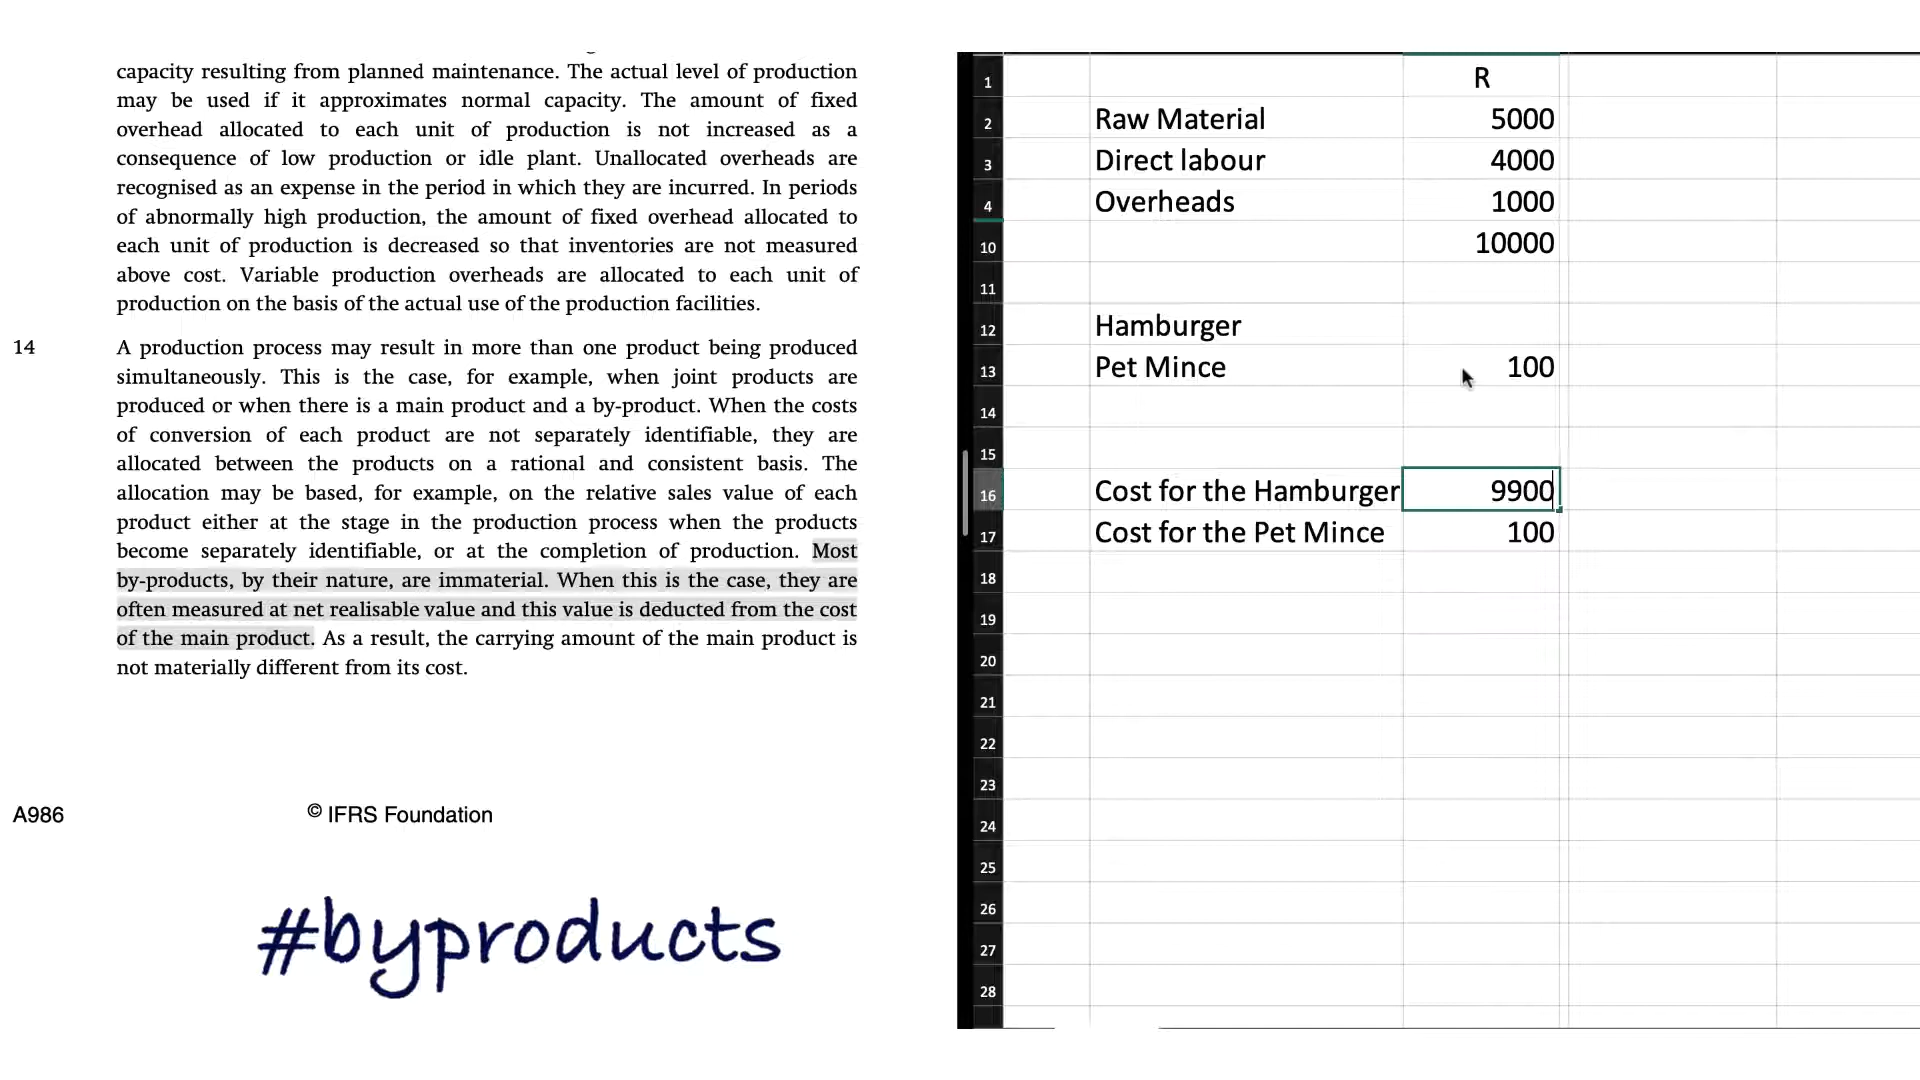 capacity resulting from planned maintenance. The actual level of production
may be used if it approximates normal capacity. The amount of fixed
overhead allocated to each unit of production is not increased as a
consequence of low production or idle plant. Unallocated overheads are
recognised as an expense in the period in which they are incurred. In periods
of abnormally high production, the amount of fixed overhead allocated to
each unit of production is decreased so that inventories are not measured
above cost. Variable production overheads are allocated to each unit of
production on the basis of the actual use of the production facilities.
14 A production process may result in more than one product being produced
simultaneously. This is the case, for example, when joint products are
produced or when there is a main product and a by-product. When the costs
of conversion of each product are not separately identifiable, they are
allocated between the products on a rational and consistent basis. The
allocation may be based, for example, on the relative sales value of each
product either at the stage in the production process when the products
become separately identifiable, or at the completion of production. Most
by-products, by their nature, are immaterial. When this is the case, they are
often measured at net realisable value and this value is deducted from the cost
of the main product. As a result, the carrying amount of the main product is
not materially different from its cost.
A986 © IFRS Foundation
#byproducts
1 R
2 Raw Material 5000
3 Direct labour 4000
4 Overheads 1000
10 10000
11
12 Hamburger
13 Pet Mince 100
14
15
16 Cost for the Hamburger 9900
17 Cost for the Pet Mince 100
18
19
20
21
22
23
24
25
26
27
28